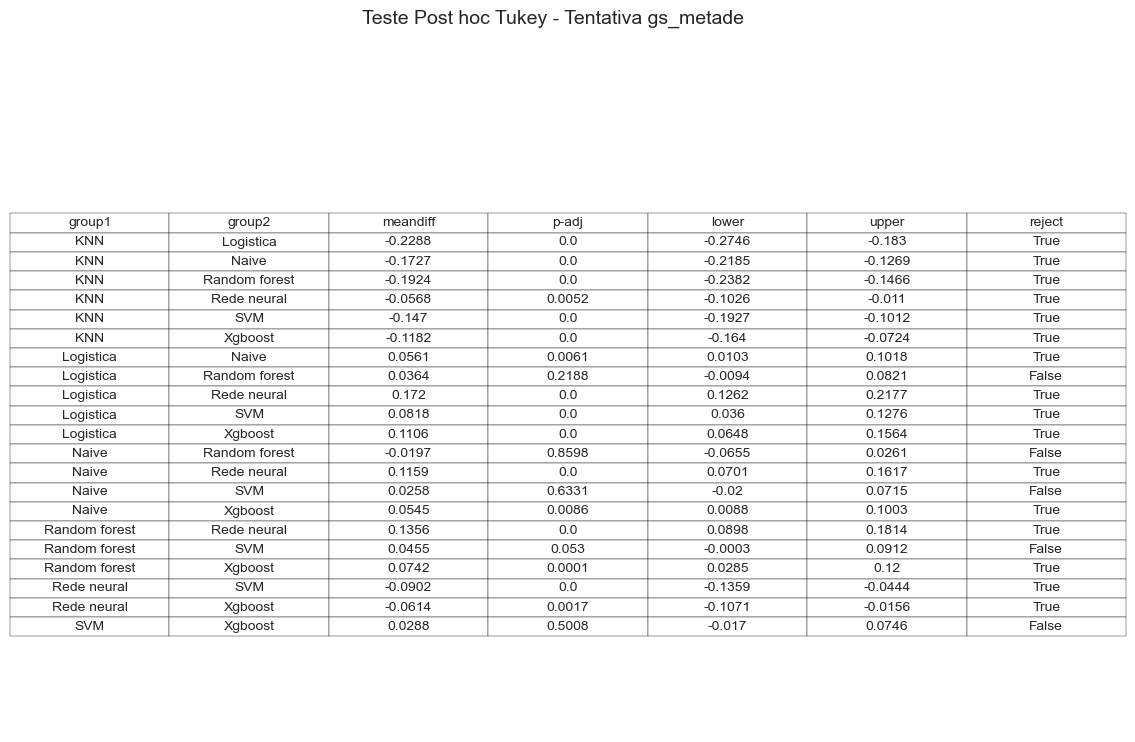 Teste Post hoc Tukey - Tentativa gs_metade
group1 group2 meandiff p-adj lower upper reject
KNN Logistica -0.2288 0.0 -0.2746 -0.183 True
KNN Naive -0.1727 0.0 -0.2185 -0.1269 True
KNN Random forest -0.1924 0.0 -0.2382 -0.1466 True
KNN Rede neural -0.0568 0.0052 -0.1026 -0.011 True
KNN SVM -0.147 0.0 -0.1927 -0.1012 True
KNN Xgboost -0.1182 0.0 -0.164 -0.0724 True
Logistica Naive 0.0561 0.0061 0.0103 0.1018 True
Logistica Random forest 0.0364 0.2188 -0.0094 0.0821 False
Logistica Rede neural 0.172 0.0 0.1262 0.2177 True
Logistica SVM 0.0818 0.0 0.036 0.1276 True
Logistica Xgboost 0.1106 0.0 0.0648 0.1564 True
Naive Random forest -0.0197 0.8598 -0.0655 0.0261 False
Naive Rede neural 0.1159 0.0 0.0701 0.1617 True
Naive SVM 0.0258 0.6331 -0.02 0.0715 False
Naive Xgboost 0.0545 0.0086 0.0088 0.1003 True
Random forest Rede neural 0.1356 0.0 0.0898 0.1814 True
Random forest SVM 0.0455 0.053 -0.0003 0.0912 False
Random forest Xgboost 0.0742 0.0001 0.0285 0.12 True
Rede neural SVM -0.0902 0.0 -0.1359 -0.0444 True
Rede neural Xgboost -0.0614 0.0017 -0.1071 -0.0156 True
SVM Xgboost 0.0288 0.5008 -0.017 0.0746 False